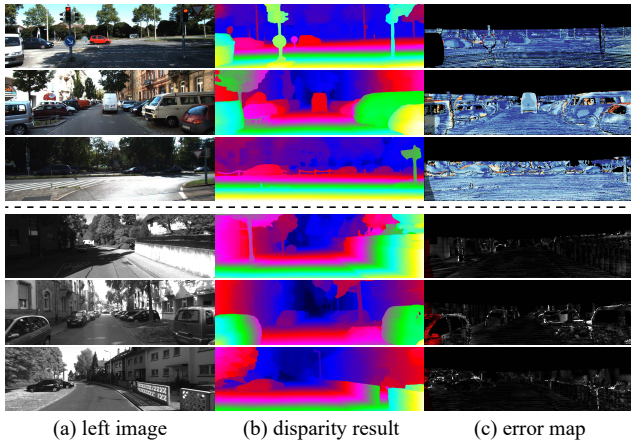 (a) left image
(b) disparity result
(c) error map